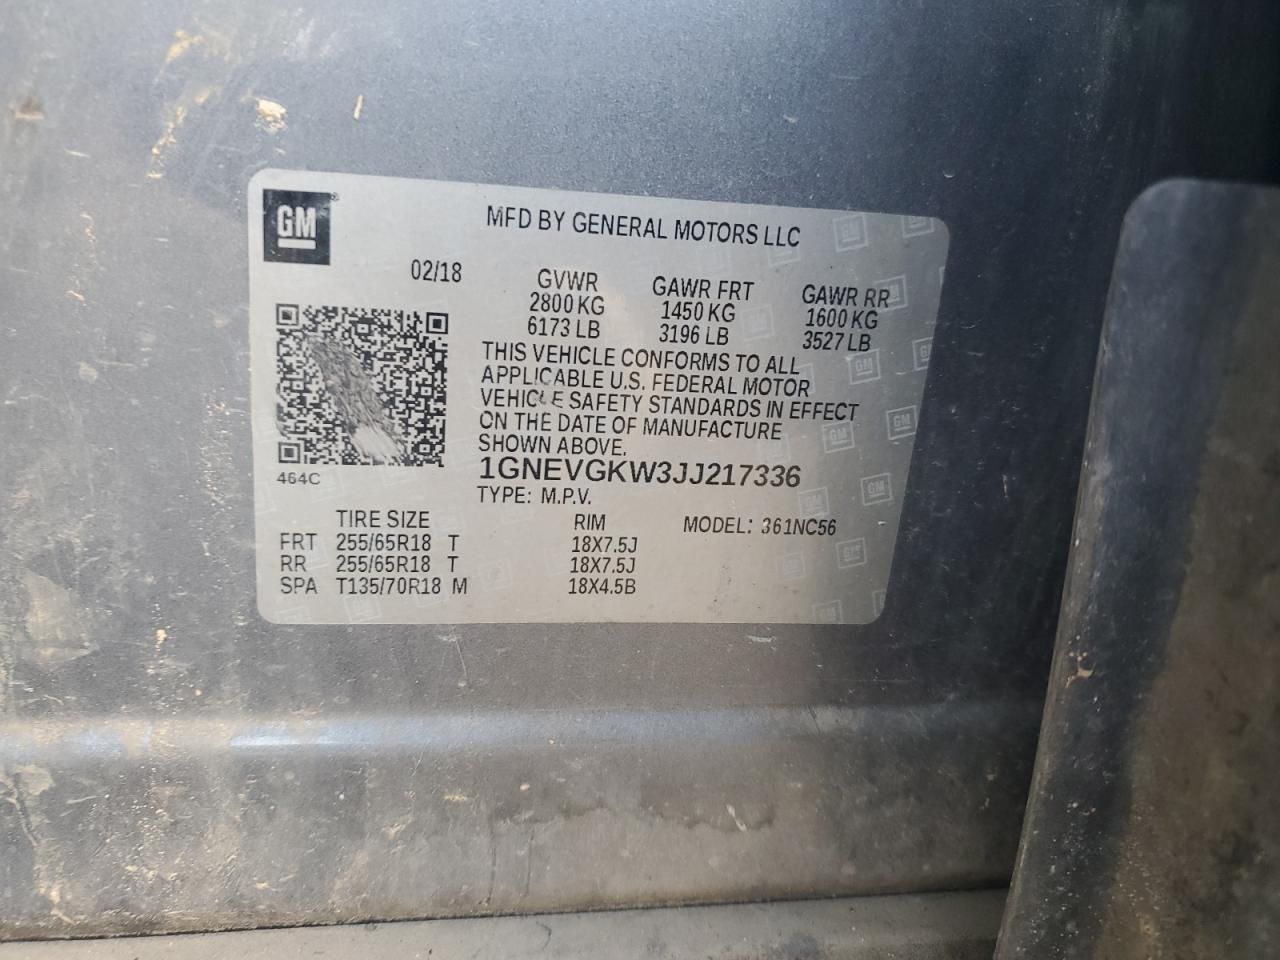 GM
MFD BY GENERAL MOTORS LLC
02/18
GVWR GAWR FRT GAWR RR
2800 KG 1450 KG 1600 KG
6173 LB 3196 LB 3527 LB
THIS VEHICLE CONFORMS TO ALL
APPLICABLE U.S. FEDERAL MOTOR
VEHICLE SAFETY STANDARDS IN EFFECT
ON THE DATE OF MANUFACTURE
SHOWN ABOVE.
464C
1GNEVGKW3JJ217336
TYPE: M.P.V.
TIRE SIZE RIM MODEL: 361NC56
FRT 255/65R18 T 18X7.5J
RR 255/65R18 T 18X7.5J
SPA T135/70R18 M 18X4.5B